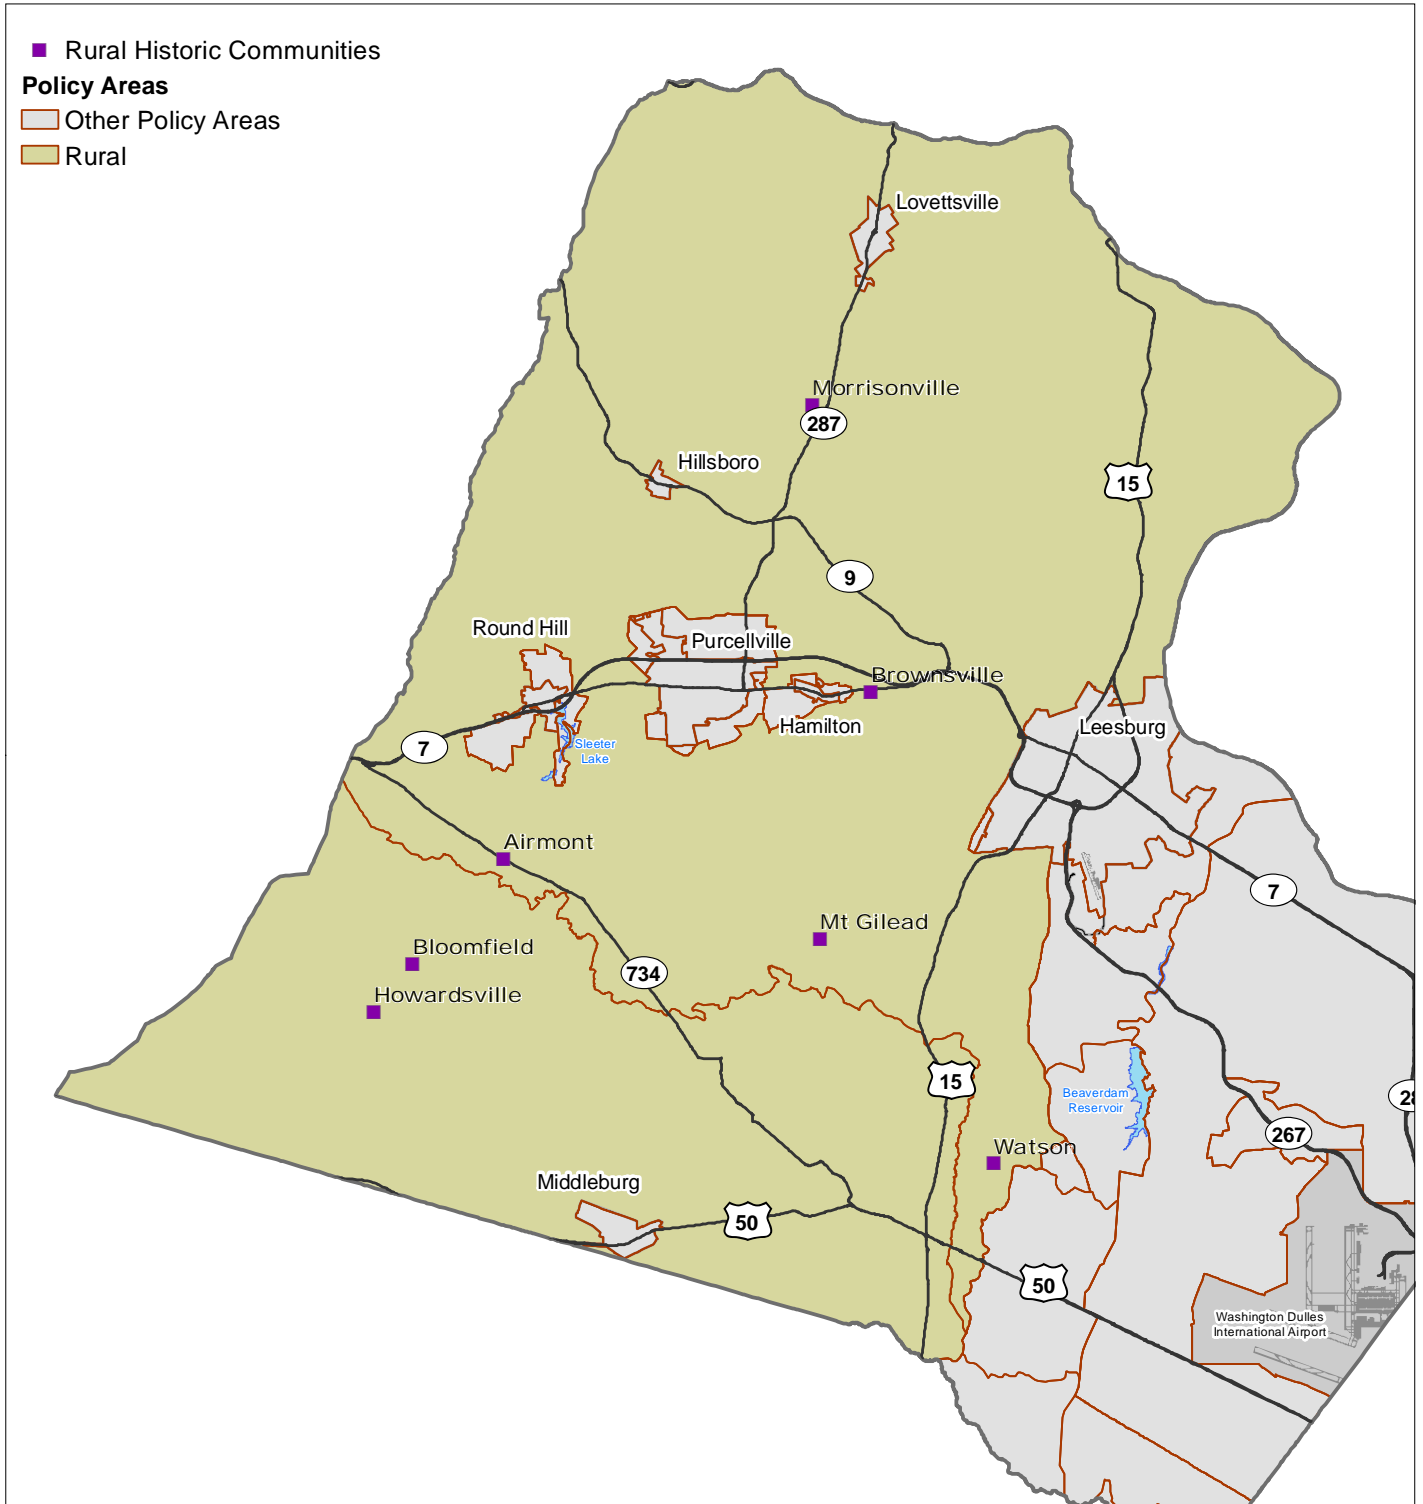 Rural Historic Communities
Policy Areas
Other Policy Areas
Rural
Lovettsville
Morrisonville
287
Hillsboro
15
9
Round Hill
Purcellville
Brownsville
Hamilton
Leesburg
7
Sleeter
Lake
Airmont
7
Mt Gilead
Bloomfield
734
Howardsville
15
Beaverdam
Reservoir
28
267
Watson
Middleburg
50
50
Washington Dulles
International Airport